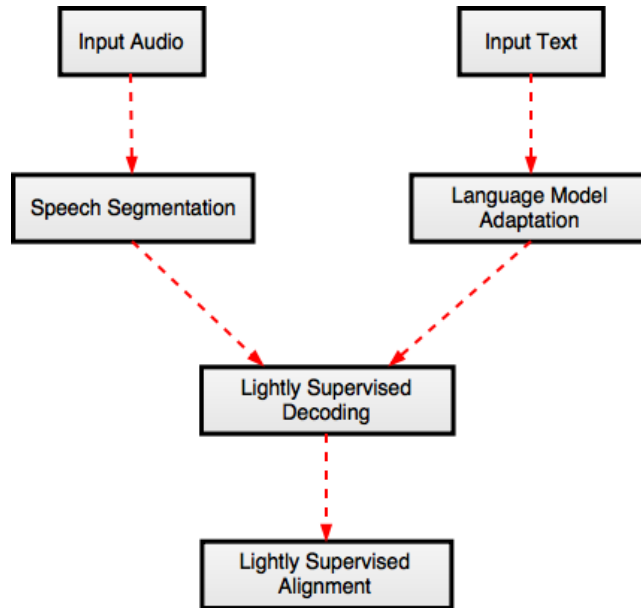 Input Audio
Input Text
Speech Segmentation
Language Model
Adaptation
Lightly Supervised
Decoding
Lightly Supervised
Alignment